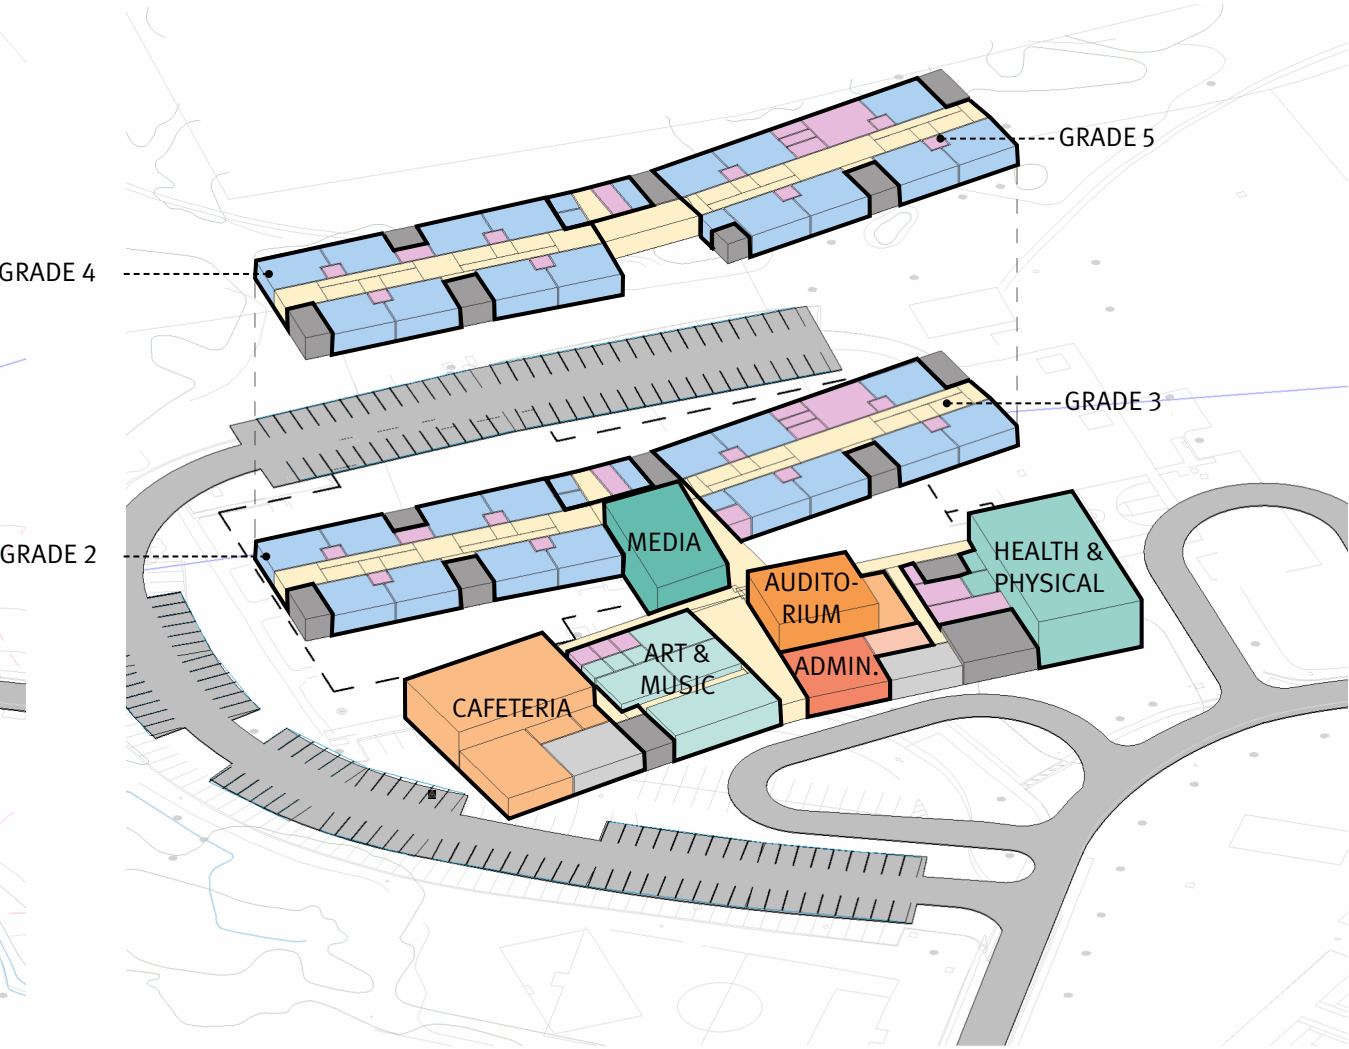 GRADE 5
GRADE 4
GRADE 3
GRADE 2
MEDIA
HEALTH &
PHYSICAL
AUDITO-
RIUM
ART &
MUSIC
ADMIN.
CAFETERIA